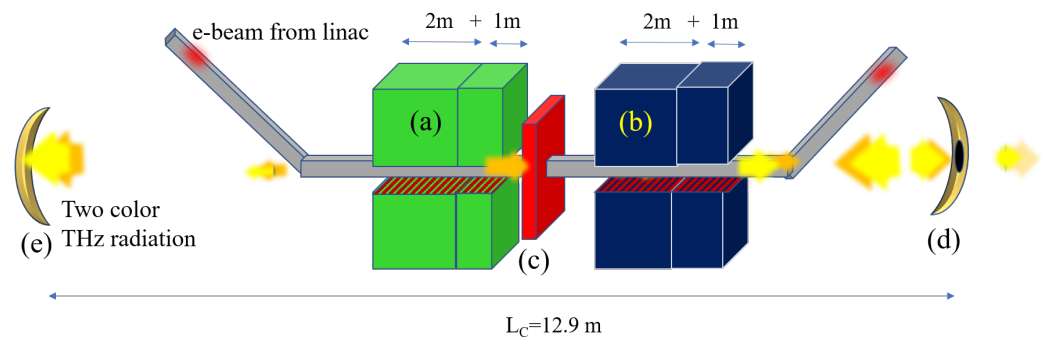 2m + 1m
2m + 1m
e-beam from linac
(a)
(b)
Two color
THz radiation
(e)
(c)
(d)
L_C=12.9 m